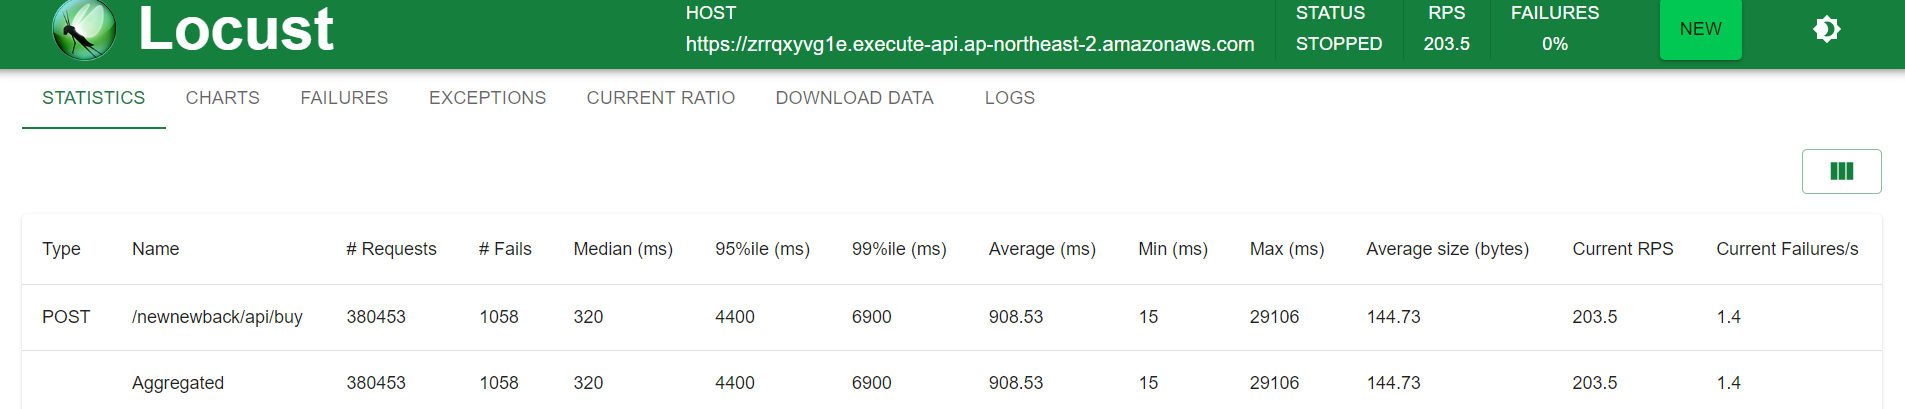 Locust
HOST
https://zrrqxyvg1e.execute-api.ap-northeast-2.amazonaws.com
STATUS
STOPPED
RPS
203.5
FAILURES
0%
NEW
STATISTICS CHARTS FAILURES EXCEPTIONS CURRENT RATIO DOWNLOAD DATA LOGS
Type Name # Requests # Fails Median (ms) 95%ile (ms) 99%ile (ms) Average (ms) Min (ms) Max (ms) Average size (bytes) Current RPS Current Failures/s
POST /newnewback/api/buy 380453 1058 320 4400 6900 908.53 15 29106 144.73 203.5 1.4
Aggregated 380453 1058 320 4400 6900 908.53 15 29106 144.73 203.5 1.4